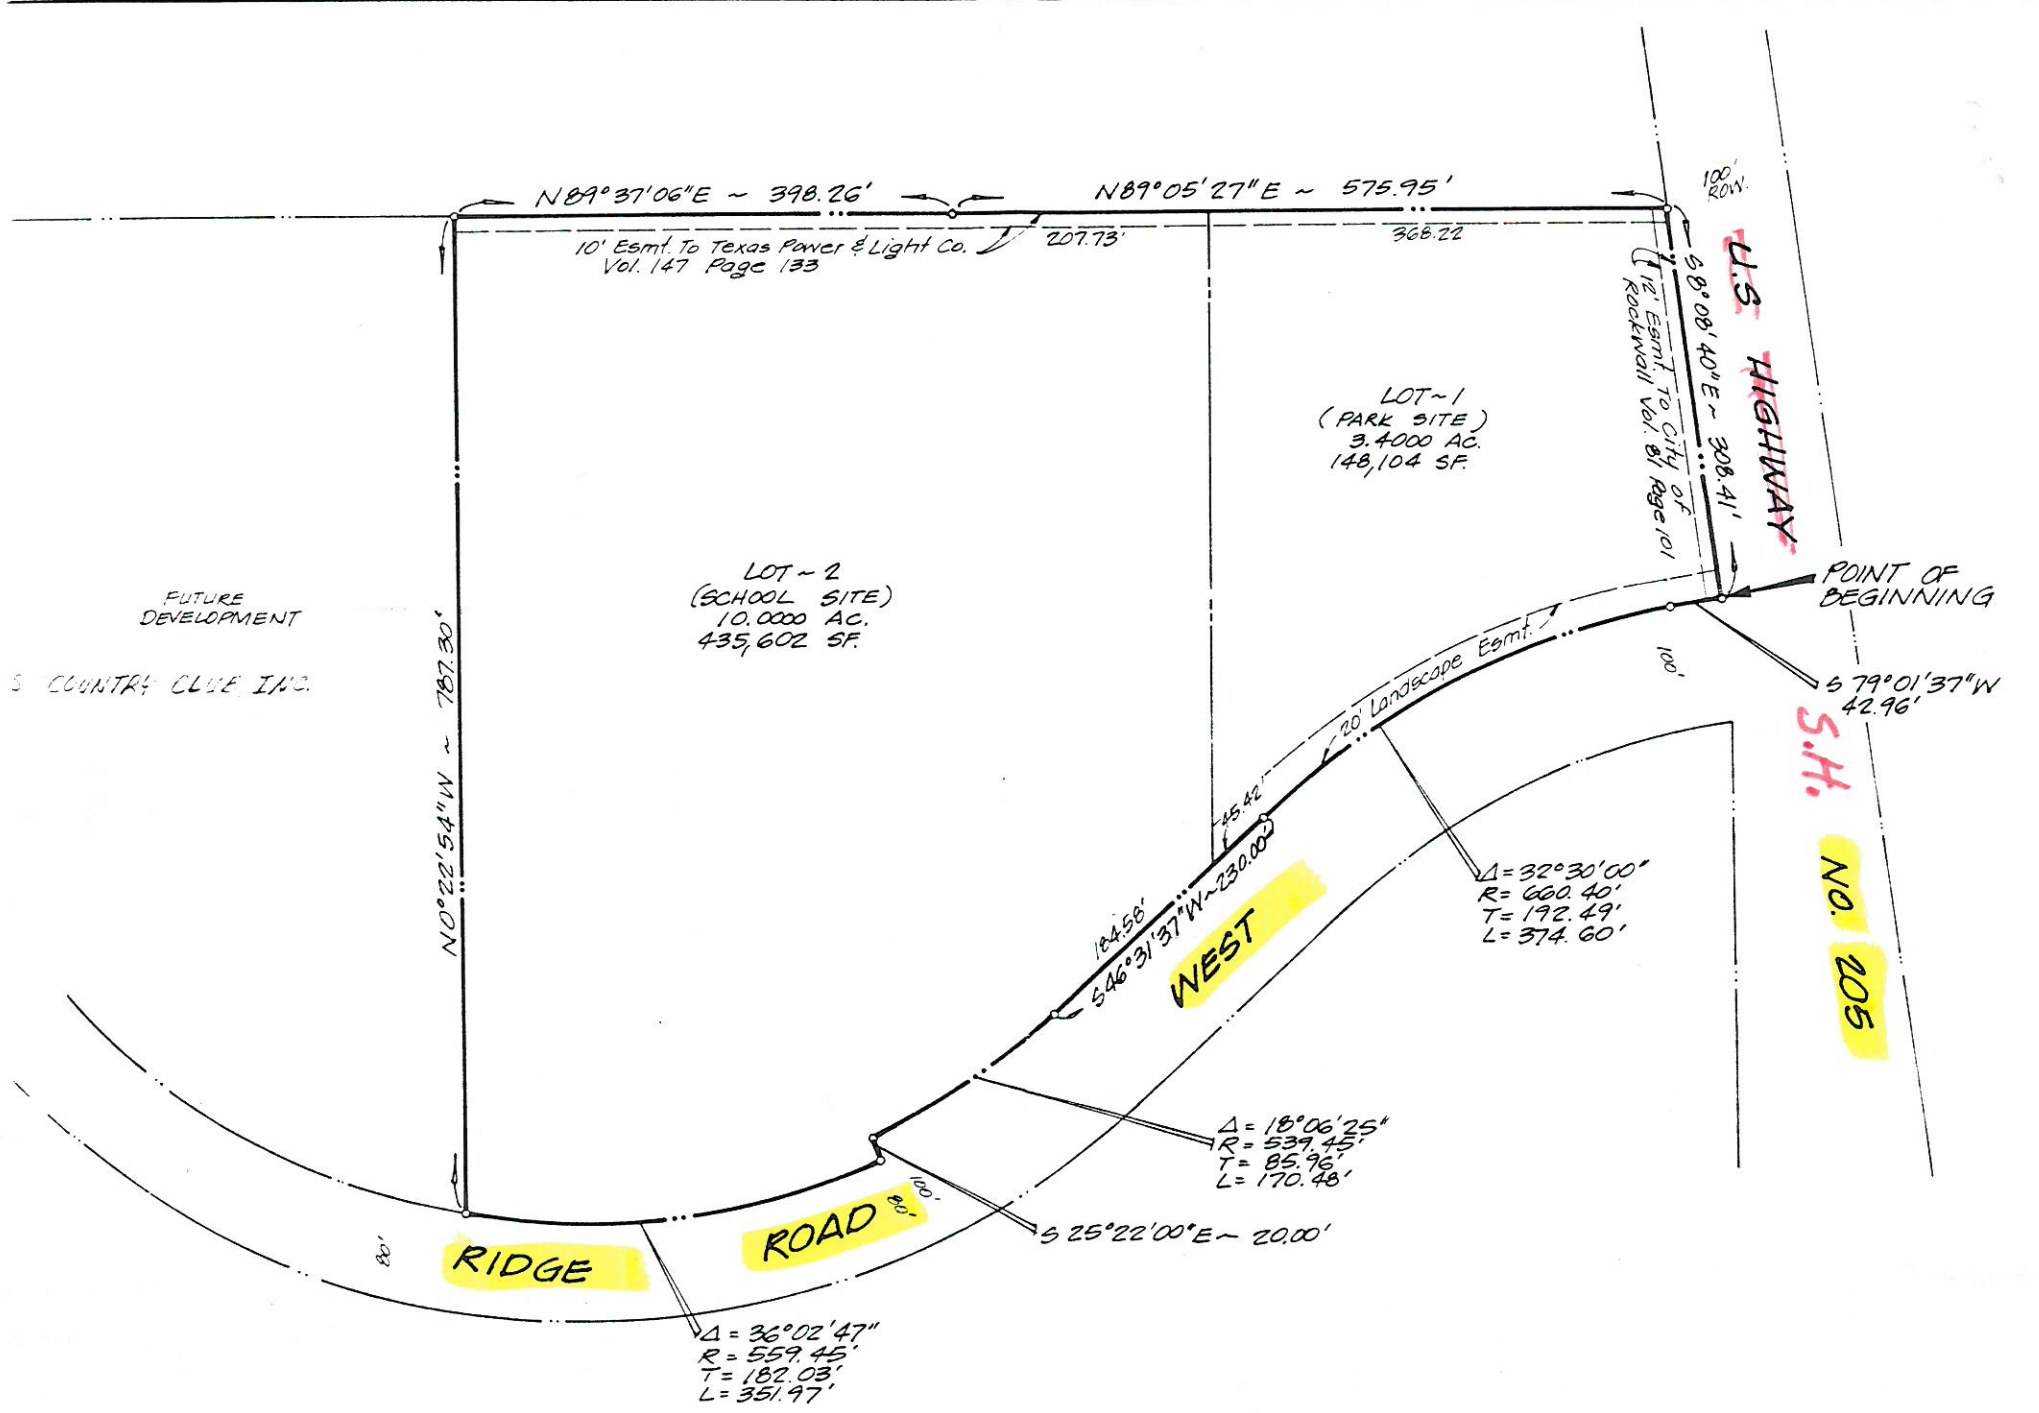 N89°37'06"E ~ 398.26'
N89°05'27"E ~ 575.95'
100'
ROW.
10' Esmt. To Texas Power & Light Co.
Vol. 147 Page 133
207.73'
368.22
S8°08'40"E ~ 308.41'
12' Esmt. To City of
Rockwall Vol. 81 Page 101
U.S HIGHWAY
LOT~1
(PARK SITE)
3.4000 AC.
148,104 SF.
LOT~2
(SCHOOL SITE)
10.0000 AC.
435,602 SF.
FUTURE
DEVELOPMENT
S COUNTRY CLUB INC.
N0°22'54"W ~ 787.30'
POINT OF
BEGINNING
20' Landscape Esmt.
100'
S 79°01'37"W
42.96'
S.H.
NO. 205
45.42'
S46°31'37"W~230.00'
184.58'
WEST
Δ=32°30'00"
R=660.40'
T=192.49'
L=374.60'
Δ=18°06'25"
R=539.45'
T=85.96'
L=170.48'
S 25°22'00"E~ 20.00'
100'
80'
ROAD
RIDGE
80'
Δ=36°02'47"
R=559.45'
T=182.03'
L=351.97'